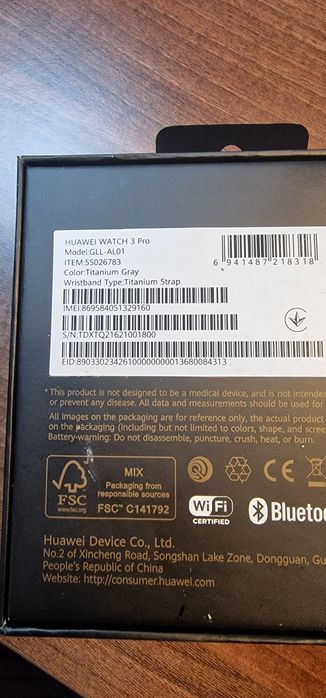 HUAWEI WATCH 3 Pro
Model:GLL-AL01
ITEM:55026783
Color:Titanium Gray
Wristband Type:Titanium Strap
6 941487 218318
IMEI:869584051329160
S/N:TDXTQ21621001800
EID:89033023426100000000013680084313
* This product is not designed to be a medical device, and is not intended
or prevent any disease. All data and measurements should be used for
All images on the packaging are for reference only, the actual product
on the packaging (including but not limited to colors, shape, and scree
Battery-warning: Do not disassemble, puncture, crush, heat, or burn.
FSC
www.fsc.org
MIX
Packaging from
responsible sources
FSC™ C141792
CE
Wi Fi
CERTIFIED
Bluetoo
Huawei Device Co., Ltd.
No.2 of Xincheng Road, Songshan Lake Zone, Dongguan, Gu
People's Republic of China
Website: http://consumer.huawei.com